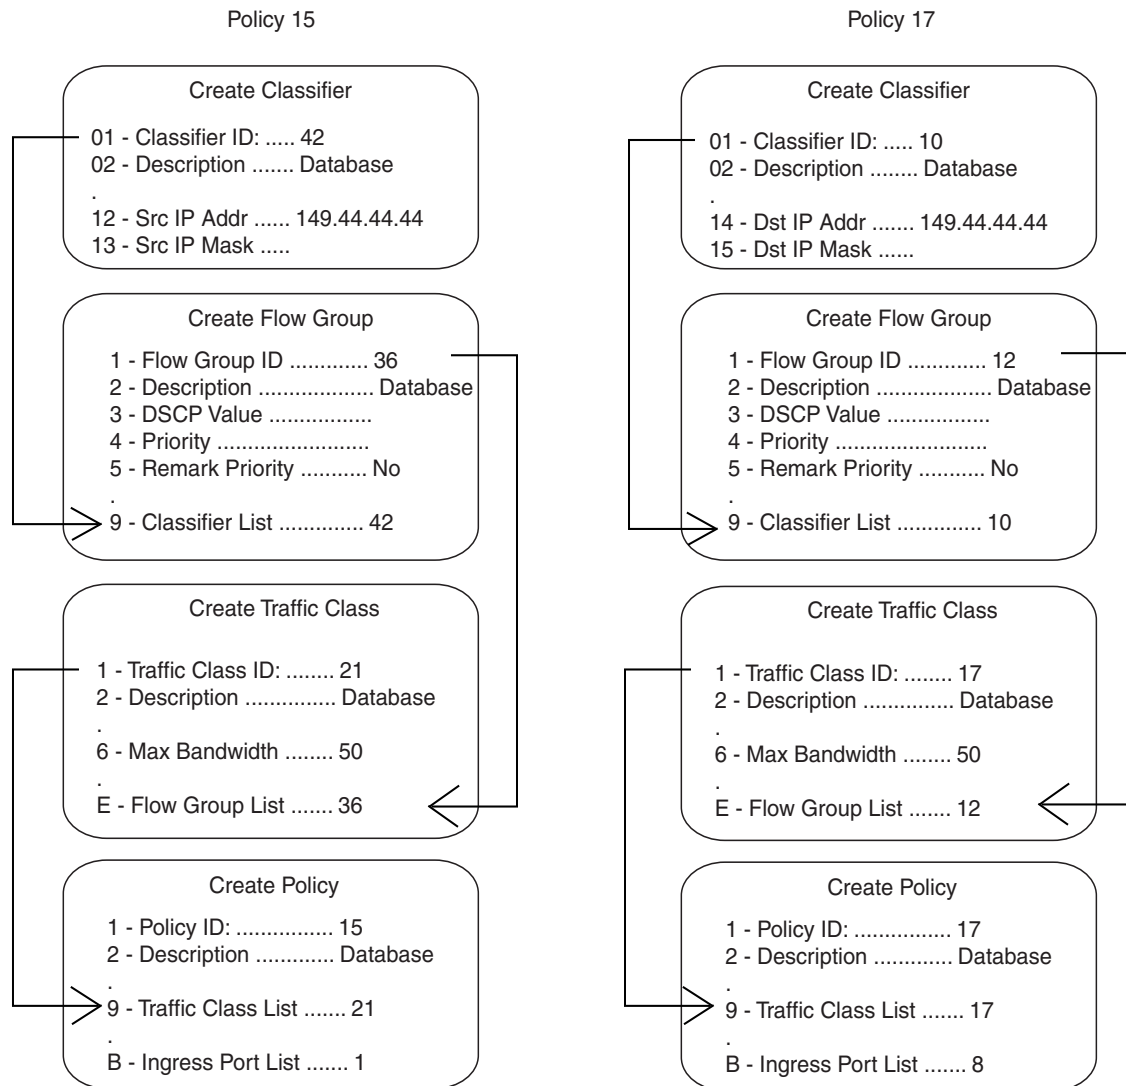 Policy 15
Create Classifier
01 - Classifier ID: ..... 42
02 - Description ....... Database
.
12 - Src IP Addr ...... 149.44.44.44
13 - Src IP Mask .....
Create Flow Group
1 - Flow Group ID ............. 36
2 - Description ................... Database
3 - DSCP Value .................
4 - Priority .........................
5 - Remark Priority ........... No
.
9 - Classifier List .............. 42
Create Traffic Class
1 - Traffic Class ID: ........ 21
2 - Description ............... Database
.
6 - Max Bandwidth ........ 50
.
E - Flow Group List ....... 36
Create Policy
1 - Policy ID: ................ 15
2 - Description ............. Database
.
9 - Traffic Class List ....... 21
.
B - Ingress Port List ....... 1
Policy 17
Create Classifier
01 - Classifier ID: ..... 10
02 - Description ........ Database
.
14 - Dst IP Addr ....... 149.44.44.44
15 - Dst IP Mask ......
Create Flow Group
1 - Flow Group ID ............. 12
2 - Description ................... Database
3 - DSCP Value .................
4 - Priority .........................
5 - Remark Priority ........... No
.
9 - Classifier List .............. 10
Create Traffic Class
1 - Traffic Class ID: ........ 17
2 - Description ............... Database
.
6 - Max Bandwidth ........ 50
.
E - Flow Group List ....... 12
Create Policy
1 - Policy ID: ................ 17
2 - Description ............. Database
.
9 - Traffic Class List ....... 17
.
B - Ingress Port List ....... 8